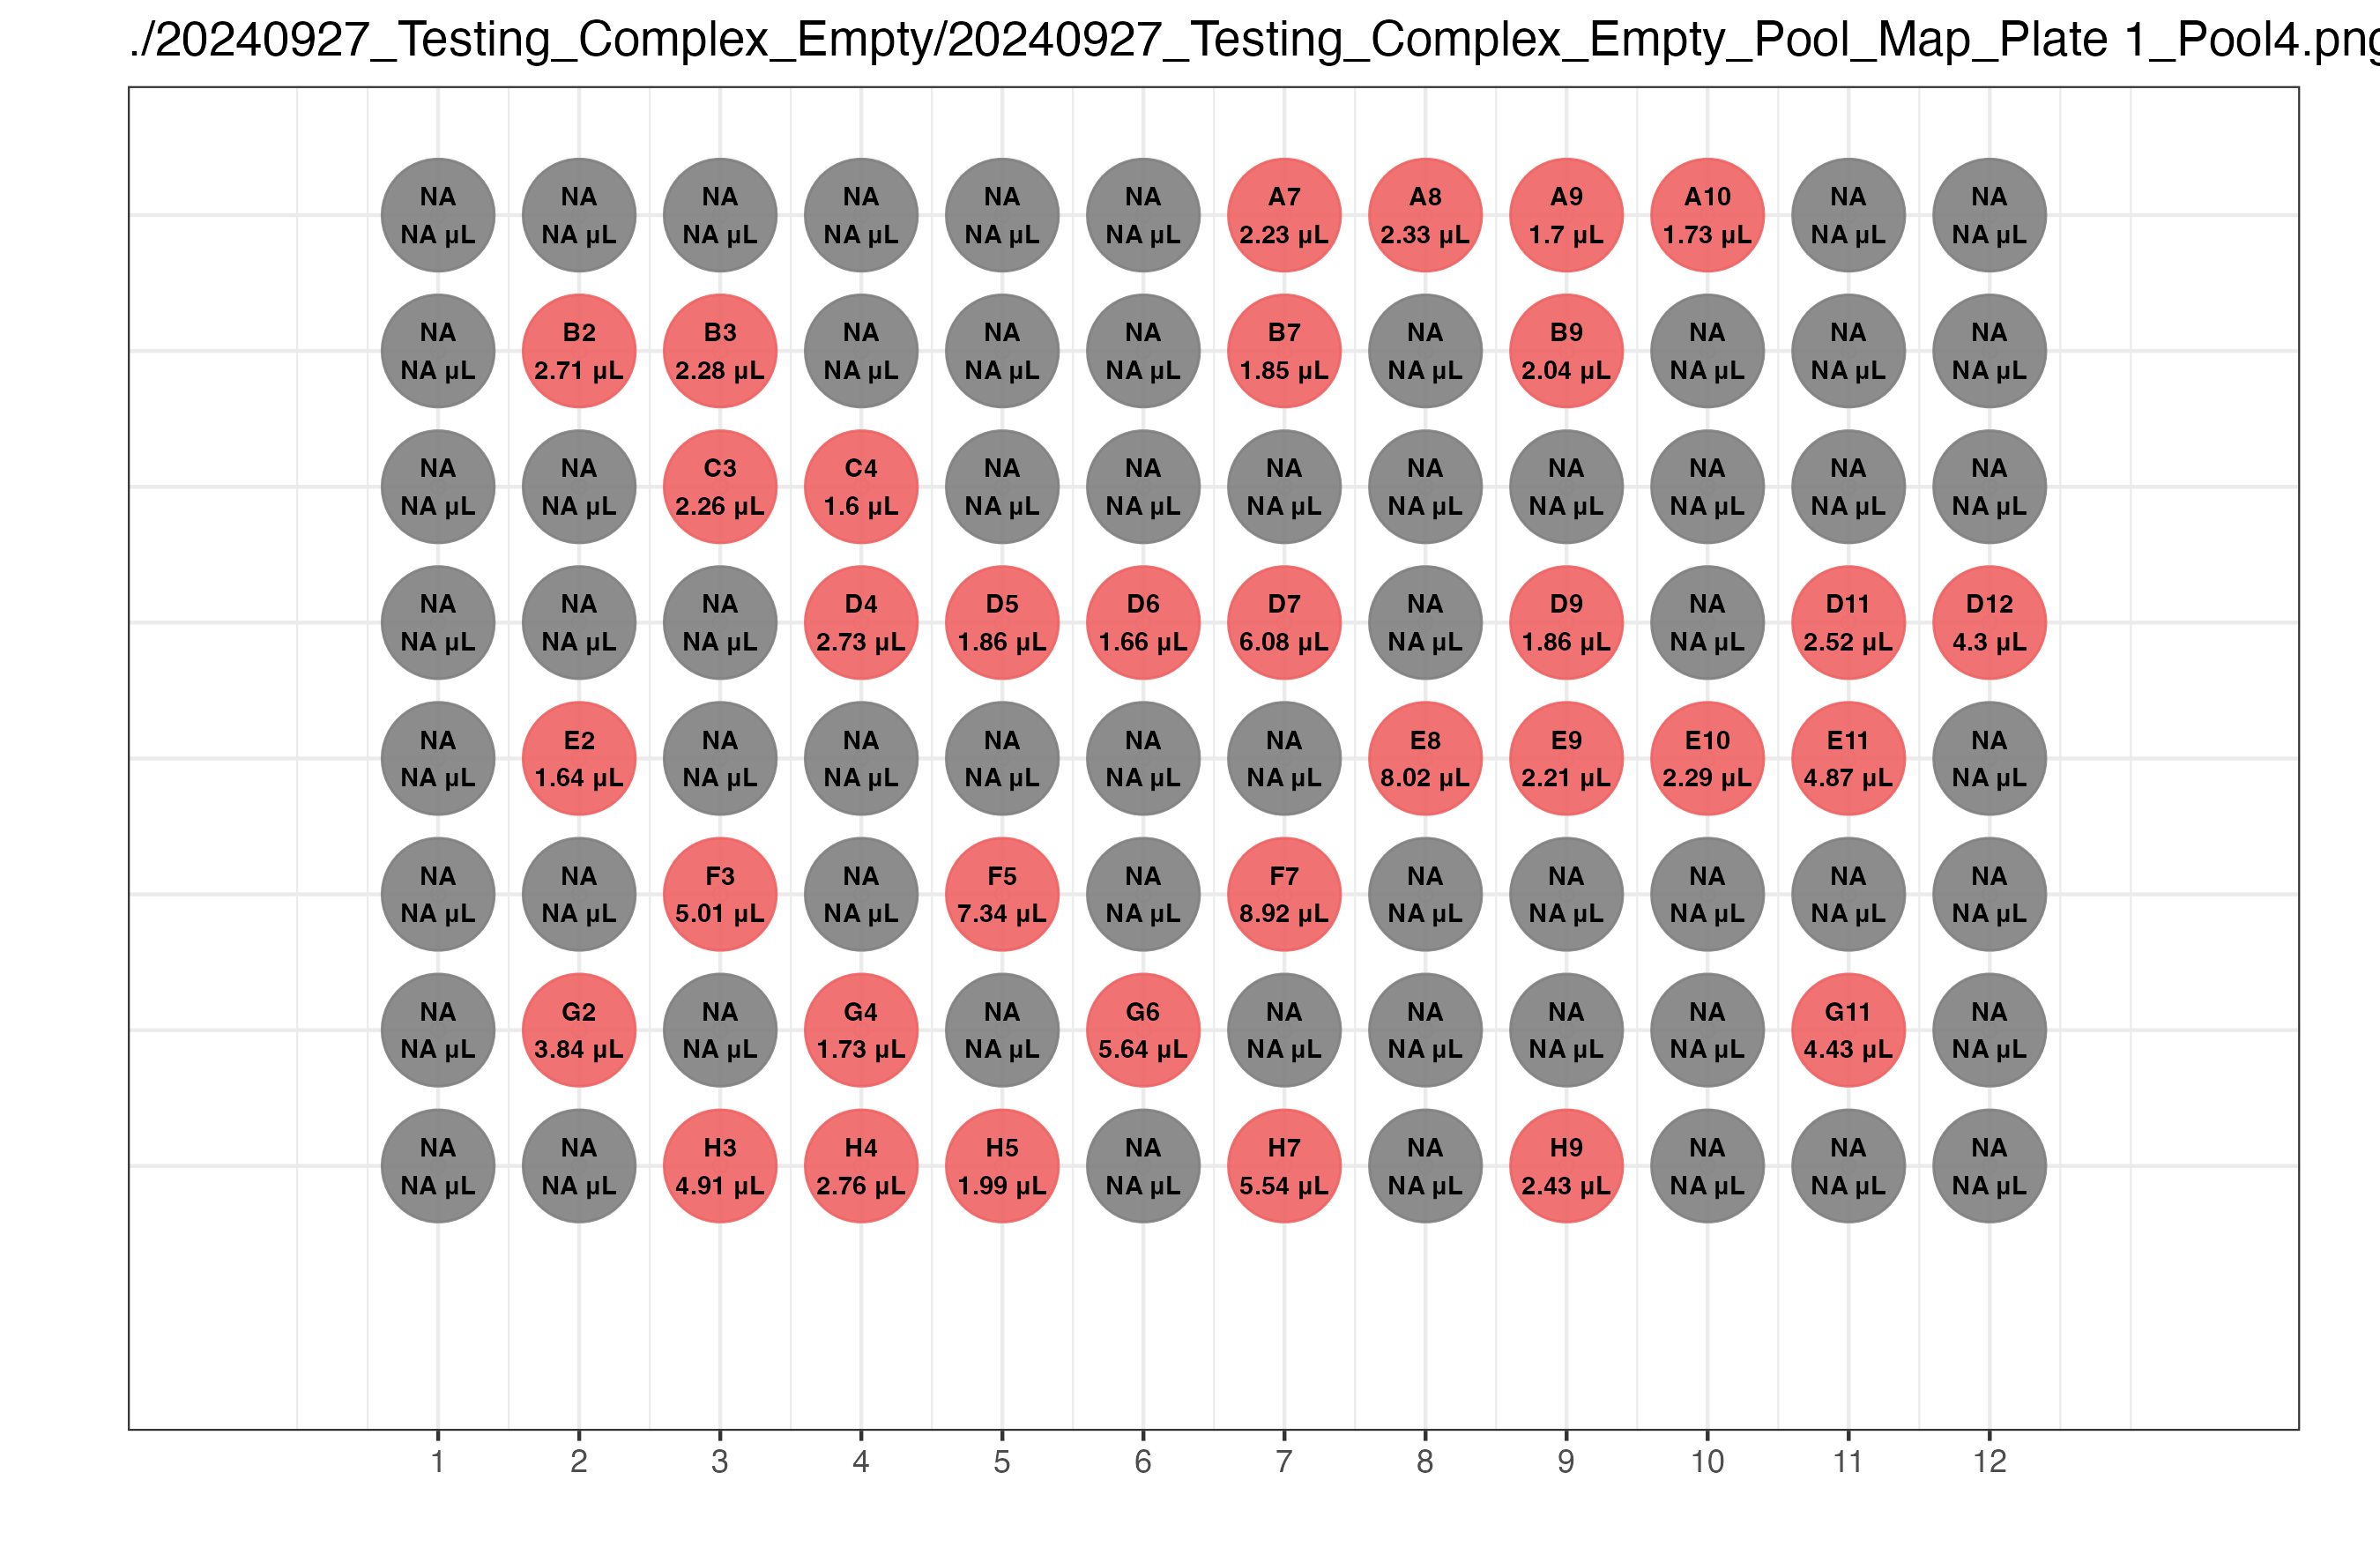 ./20240927_Testing_Complex_Empty/20240927_Testing_Complex_Empty_Pool_Map_Plate 1_Pool4.png
NA NA NA NA NA NA A7 A8 A9 A10 NA NA
NA µL NA µL NA µL NA µL NA µL NA µL 2.23 µL 2.33 µL 1.7 µL 1.73 µL NA µL NA µL
NA B2 B3 NA NA NA B7 NA B9 NA NA NA
NA µL 2.71 µL 2.28 µL NA µL NA µL NA µL 1.85 µL NA µL 2.04 µL NA µL NA µL NA µL
NA NA C3 C4 NA NA NA NA NA NA NA NA
NA µL NA µL 2.26 µL 1.6 µL NA µL NA µL NA µL NA µL NA µL NA µL NA µL NA µL
NA NA NA D4 D5 D6 D7 NA D9 NA D11 D12
NA µL NA µL NA µL 2.73 µL 1.86 µL 1.66 µL 6.08 µL NA µL 1.86 µL NA µL 2.52 µL 4.3 µL
NA E2 NA NA NA NA NA E8 E9 E10 E11 NA
NA µL 1.64 µL NA µL NA µL NA µL NA µL NA µL 8.02 µL 2.21 µL 2.29 µL 4.87 µL NA µL
NA NA F3 NA F5 NA F7 NA NA NA NA NA
NA µL NA µL 5.01 µL NA µL 7.34 µL NA µL 8.92 µL NA µL NA µL NA µL NA µL NA µL
NA G2 NA G4 NA G6 NA NA NA NA G11 NA
NA µL 3.84 µL NA µL 1.73 µL NA µL 5.64 µL NA µL NA µL NA µL NA µL 4.43 µL NA µL
NA NA H3 H4 H5 NA H7 NA H9 NA NA NA
NA µL NA µL 4.91 µL 2.76 µL 1.99 µL NA µL 5.54 µL NA µL 2.43 µL NA µL NA µL NA µL
1 2 3 4 5 6 7 8 9 10 11 12